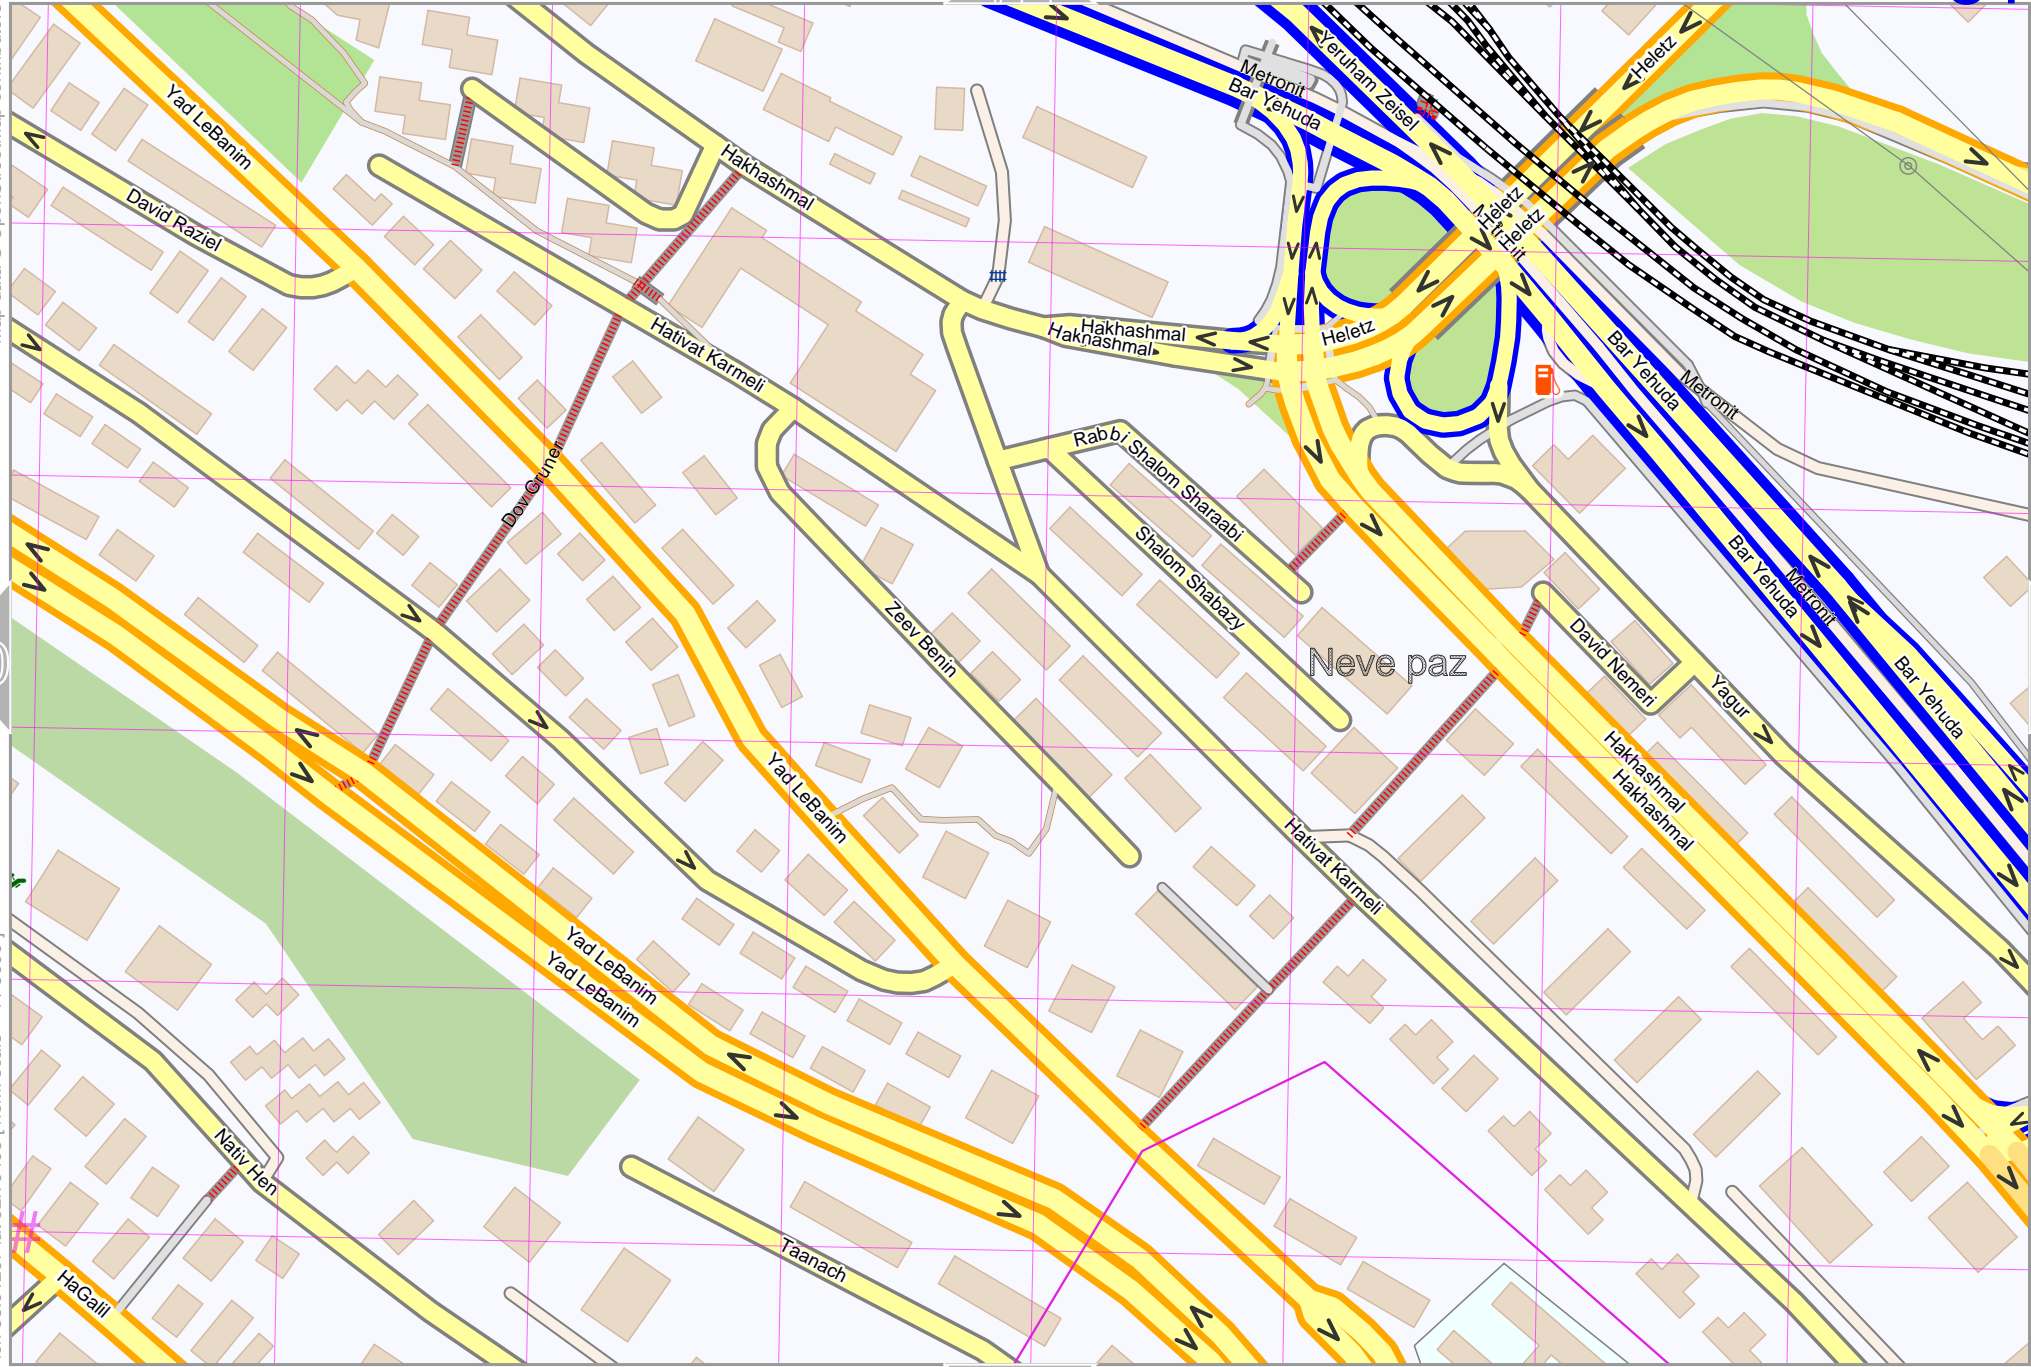 Yad LeBanim
David Raziel
Hakhashmal
Metronit
Bar Yehuda
Yeruham Zeisel
Heletz
Heletz
Heletz
Hakhashmal
Hakhashmal
Heletz
Hativat Karmeli
Bar Yehuda
Metronit
Rabbi Shalom Sharaabi
Dov Gruner
Shalom Shabazy
Bar Yehuda
Metronit
Zeev Benin
Neve paz
David Nemeri
Yagur
Bar Yehuda
Yad LeBanim
Hakhashmal
Hakhashmal
Hativat Karmeli
Yad LeBanim
Yad LeBanim
Nativ Hen
Taanach
HaGalil